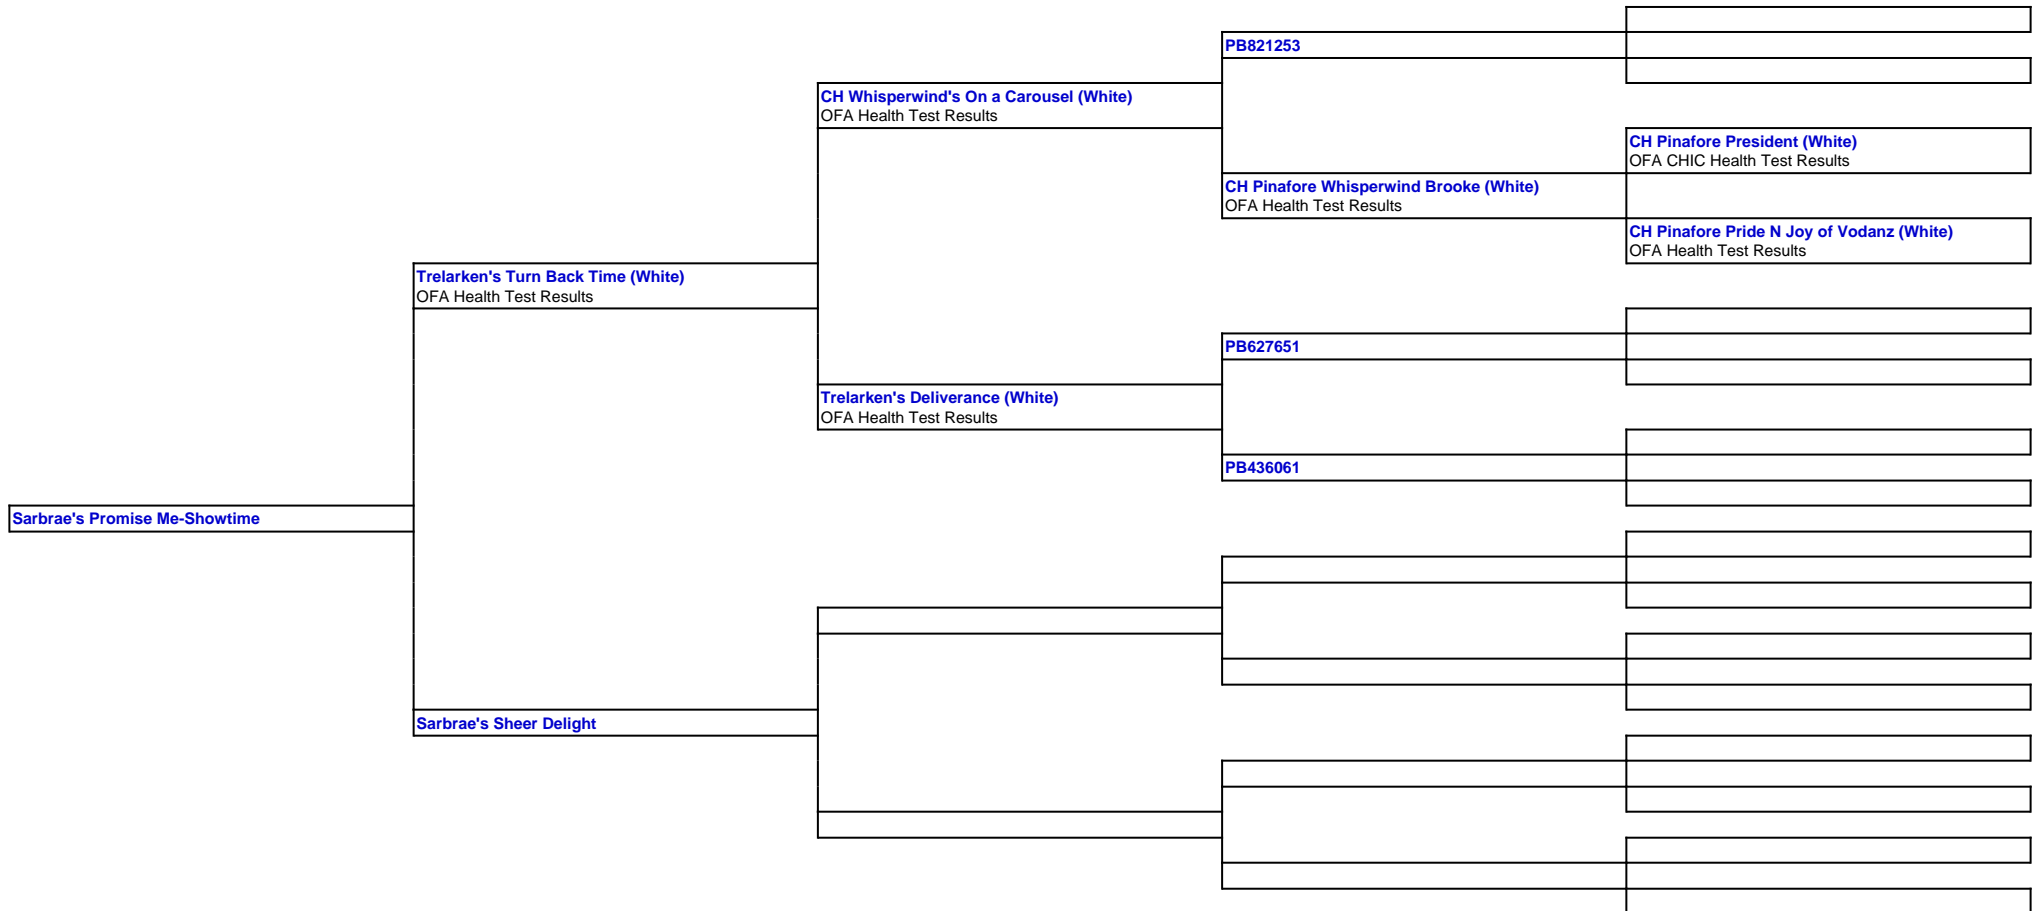 PB821253
CH Whisperwind's On a Carousel (White)
OFA Health Test Results
CH Pinafore President (White)
OFA CHIC Health Test Results
CH Pinafore Whisperwind Brooke (White)
OFA Health Test Results
CH Pinafore Pride N Joy of Vodanz (White)
OFA Health Test Results
Trelarken's Turn Back Time (White)
OFA Health Test Results
PB627651
Trelarken's Deliverance (White)
OFA Health Test Results
PB436061
Sarbrae's Promise Me-Showtime
Sarbrae's Sheer Delight